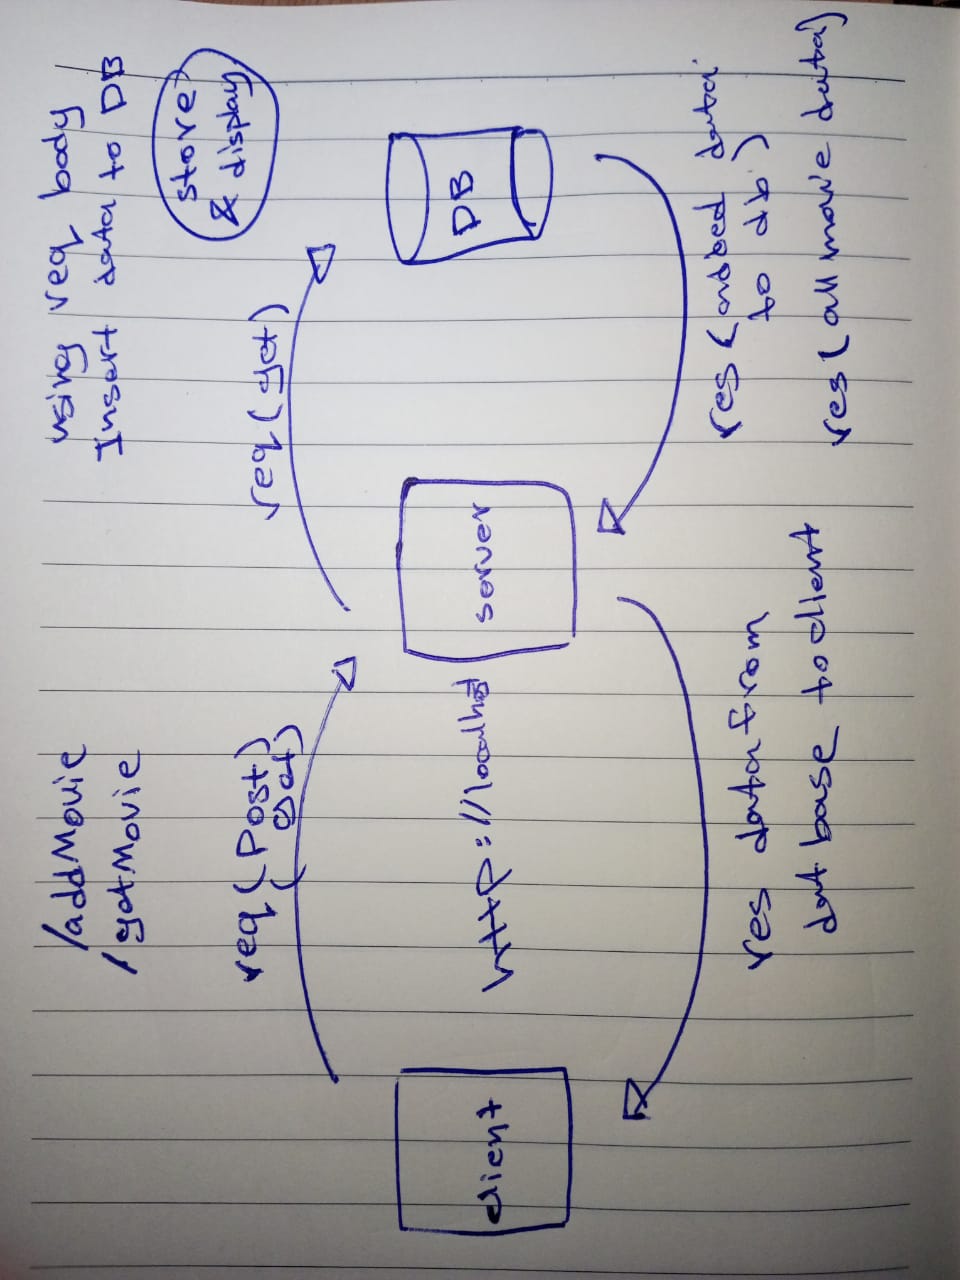 /addMovie
/getMovie
using req body
Insert data to DB
store
& display
req (Post)
( Get)
req (get)
client
http://localhost
server
DB
res data from
dat base to client
res ( added data
to db )
res ( all movie data)